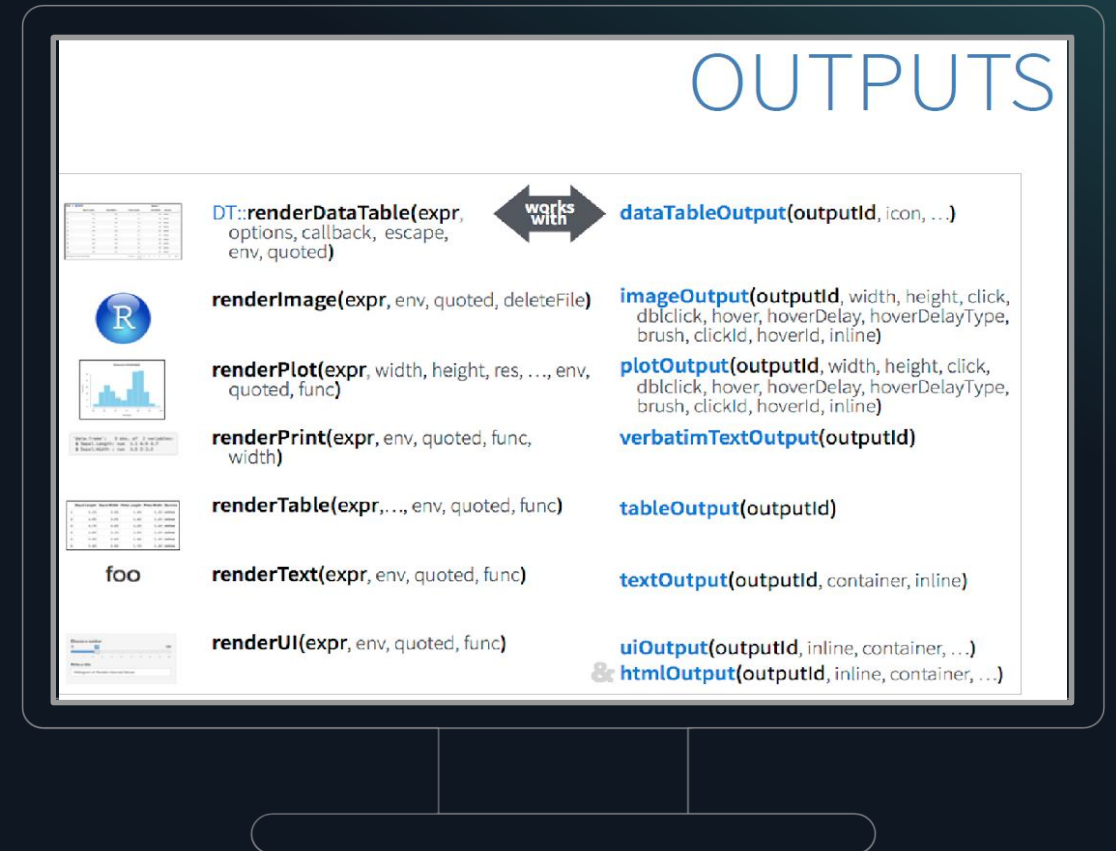 OUTPUTS
DT::renderDataTable(expr,
options, callback, escape,
env, quoted)
works
with
dataTableOutput(outputId, icon, ...)
R
renderImage(expr, env, quoted, deleteFile)
imageOutput(outputId, width, height, click,
dblclick, hover, hoverDelay, hoverDelayType,
brush, clickId, hoverId, inline)
renderPlot(expr, width, height, res, ..., env,
quoted, func)
plotOutput(outputId, width, height, click,
dblclick, hover, hoverDelay, hoverDelayType,
brush, clickId, hoverId, inline)
renderPrint(expr, env, quoted, func,
width)
verbatimTextOutput(outputId)
renderTable(expr,..., env, quoted, func)
tableOutput(outputId)
foo
renderText(expr, env, quoted, func)
textOutput(outputId, container, inline)
renderUI(expr, env, quoted, func)
uiOutput(outputId, inline, container, ...)
& htmlOutput(outputId, inline, container, ...)